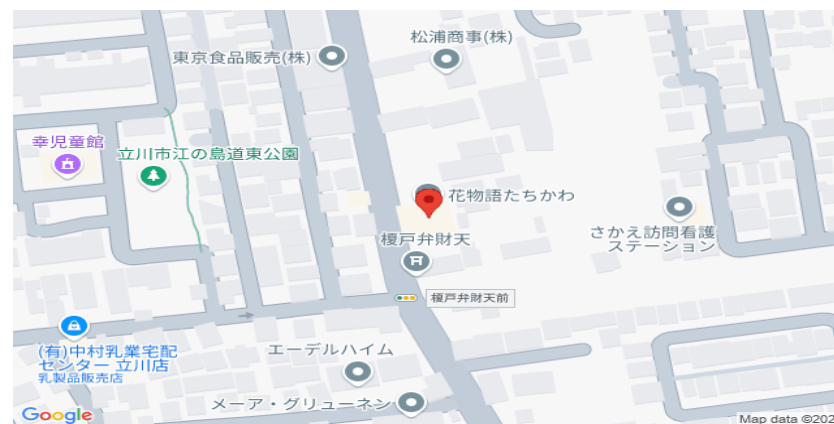 松浦商事(株)
東京食品販売(株)
幸児童館
立川市江の島道東公園
花物語たちかわ
榎戸弁財天
さかえ訪問看護
ステーション
榎戸弁財天前
(有)中村乳業宅配
センター 立川店
乳製品販売店
エーデルハイム
メーア・グリューネン
Google
Map data ©202